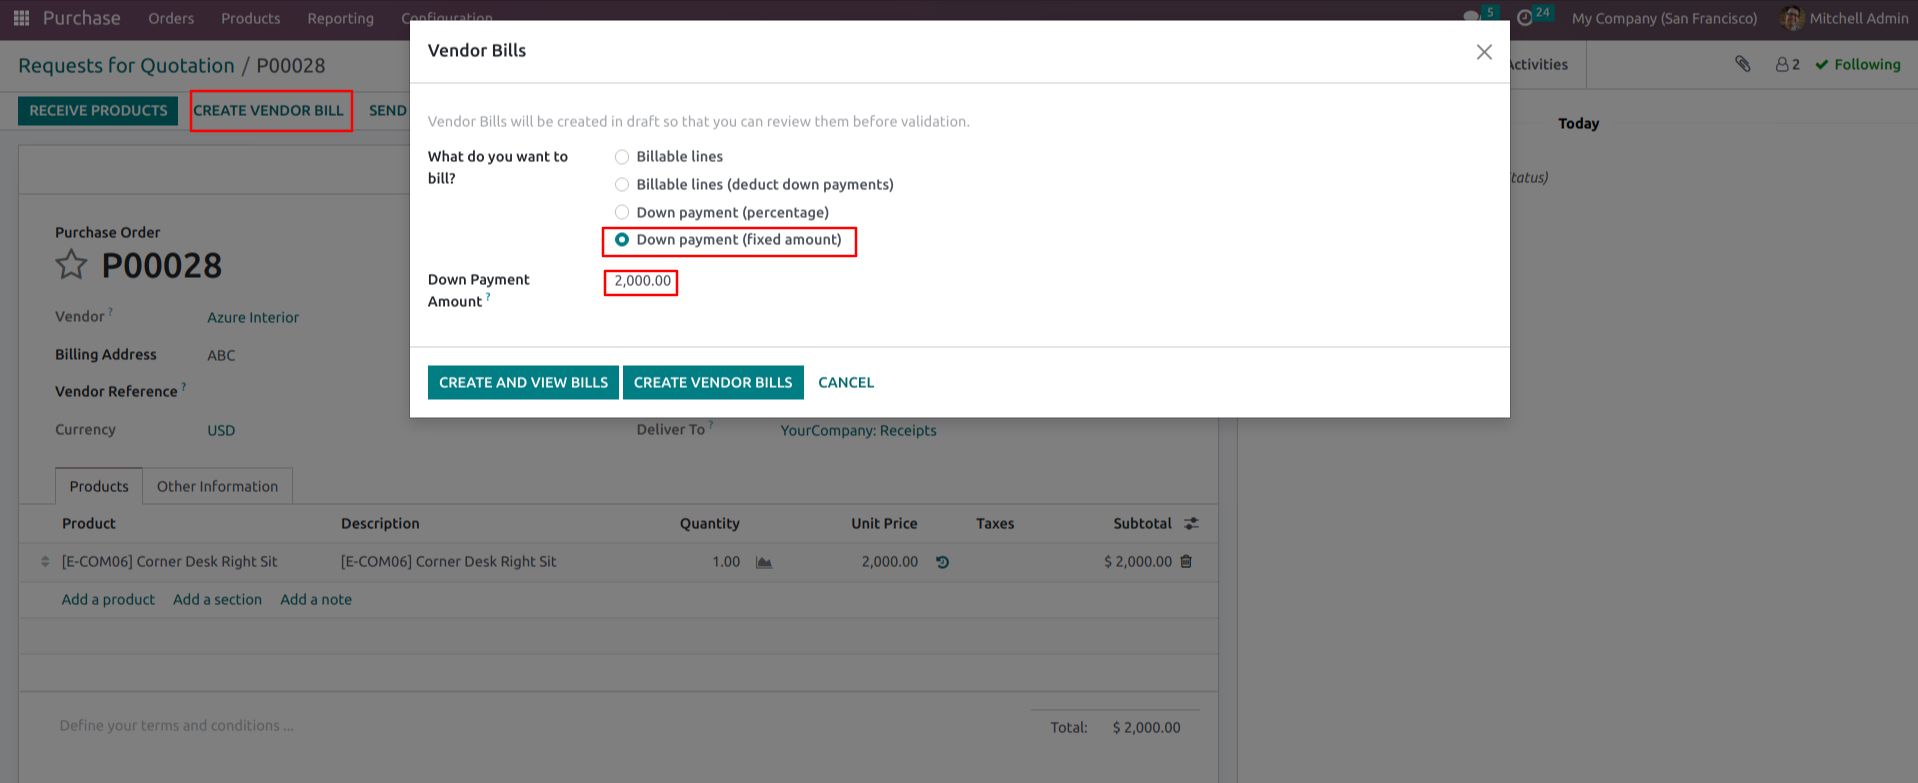 Purchase Orders Products Reporting Configuration 5 24 My Company (San Francisco) Mitchell Admin
Requests for Quotation / P00028
Activities 2 Following
RECEIVE PRODUCTS CREATE VENDOR BILL SEND
Today
Vendor Bills
Vendor Bills will be created in draft so that you can review them before validation.
What do you want to
bill?
Billable lines
Billable lines (deduct down payments)
Down payment (percentage)
Down payment (fixed amount)
Down Payment
Amount ?
2,000.00
CREATE AND VIEW BILLS CREATE VENDOR BILLS CANCEL
Purchase Order
P00028
Vendor ? Azure Interior
Billing Address ABC
Vendor Reference ?
Currency USD
Deliver To ? YourCompany: Receipts
Products Other Information
Product Description Quantity Unit Price Taxes Subtotal
[E-COM06] Corner Desk Right Sit [E-COM06] Corner Desk Right Sit 1.00 2,000.00 $ 2,000.00
Add a product Add a section Add a note
Define your terms and conditions ...
Total: $ 2,000.00